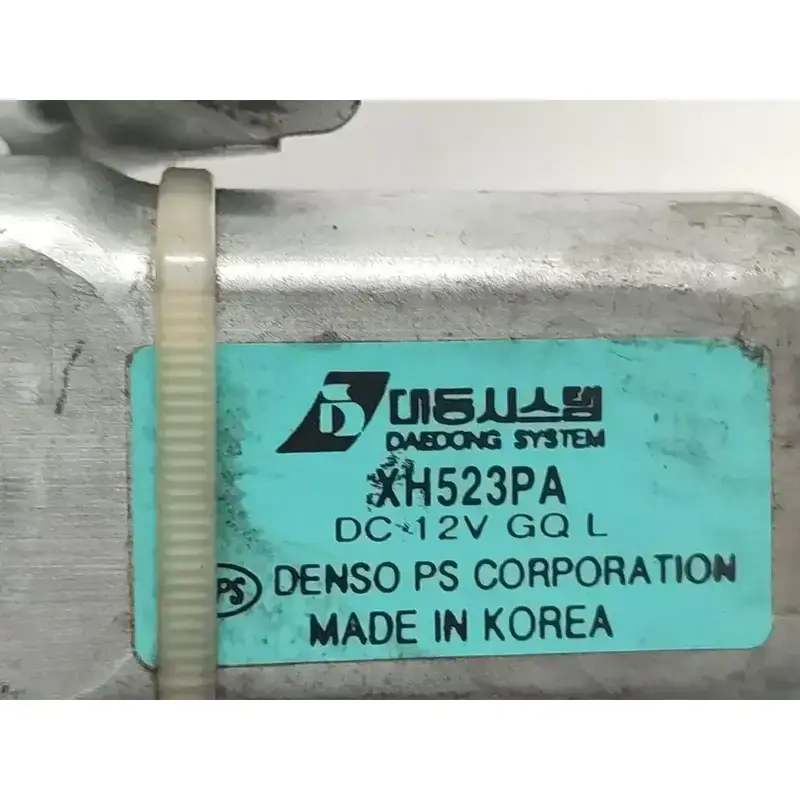 D 대동시스템
DAEDONG SYSTEM
XH523PA
DC 12V GQ L
PS DENSO PS CORPORATION
MADE IN KOREA